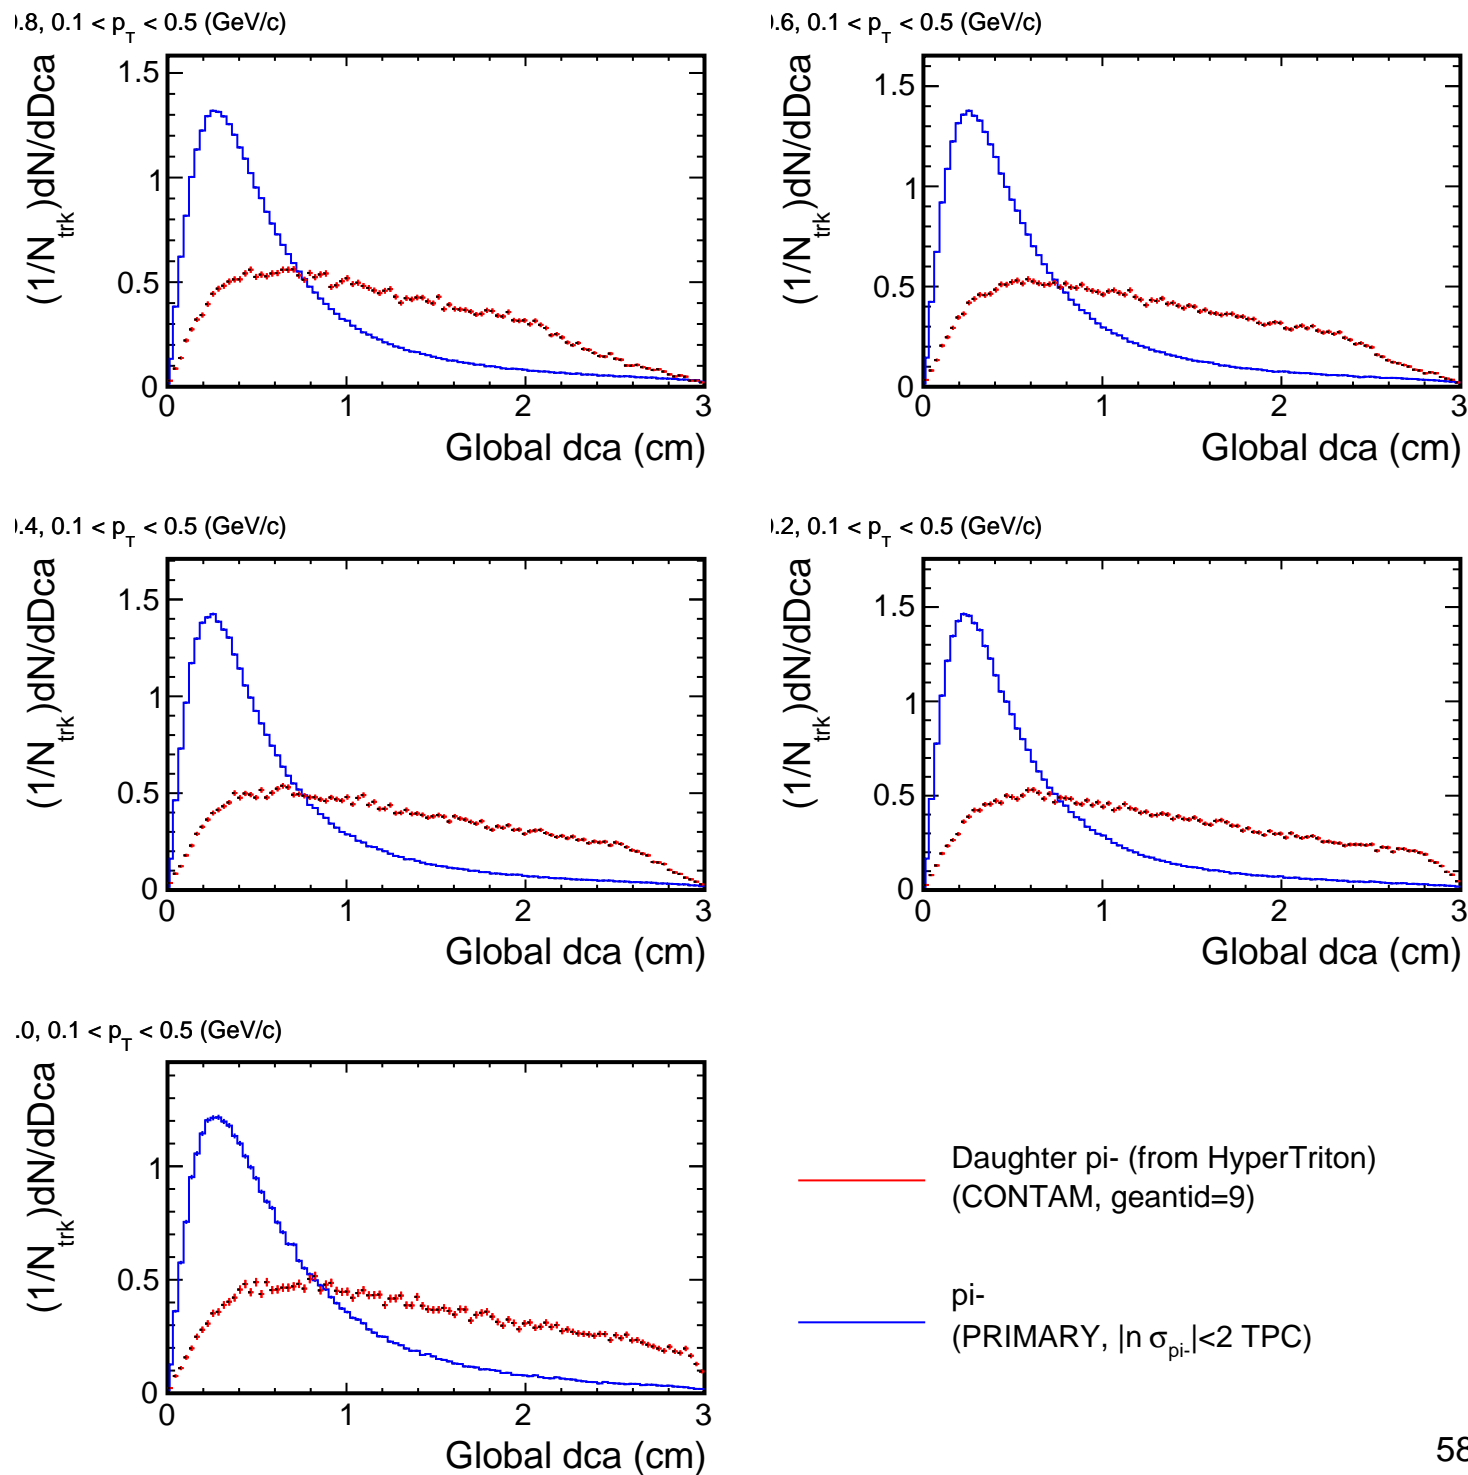 ).8, 0.1 < p_T < 0.5 (GeV/c)
(1/N_trk)dN/dDca
1.5
1
0.5
0
0 1 2 3
Global dca (cm)
).6, 0.1 < p_T < 0.5 (GeV/c)
(1/N_trk)dN/dDca
1.5
1
0.5
0
0 1 2 3
Global dca (cm)
).4, 0.1 < p_T < 0.5 (GeV/c)
(1/N_trk)dN/dDca
1.5
1
0.5
0
0 1 2 3
Global dca (cm)
).2, 0.1 < p_T < 0.5 (GeV/c)
(1/N_trk)dN/dDca
1.5
1
0.5
0
0 1 2 3
Global dca (cm)
.0, 0.1 < p_T < 0.5 (GeV/c)
(1/N_trk)dN/dDca
1
0.5
0
0 1 2 3
Global dca (cm)
Daughter pi- (from HyperTriton)
(CONTAM, geantid=9)
pi-
(PRIMARY, |n σ_pi-|<2 TPC)
58